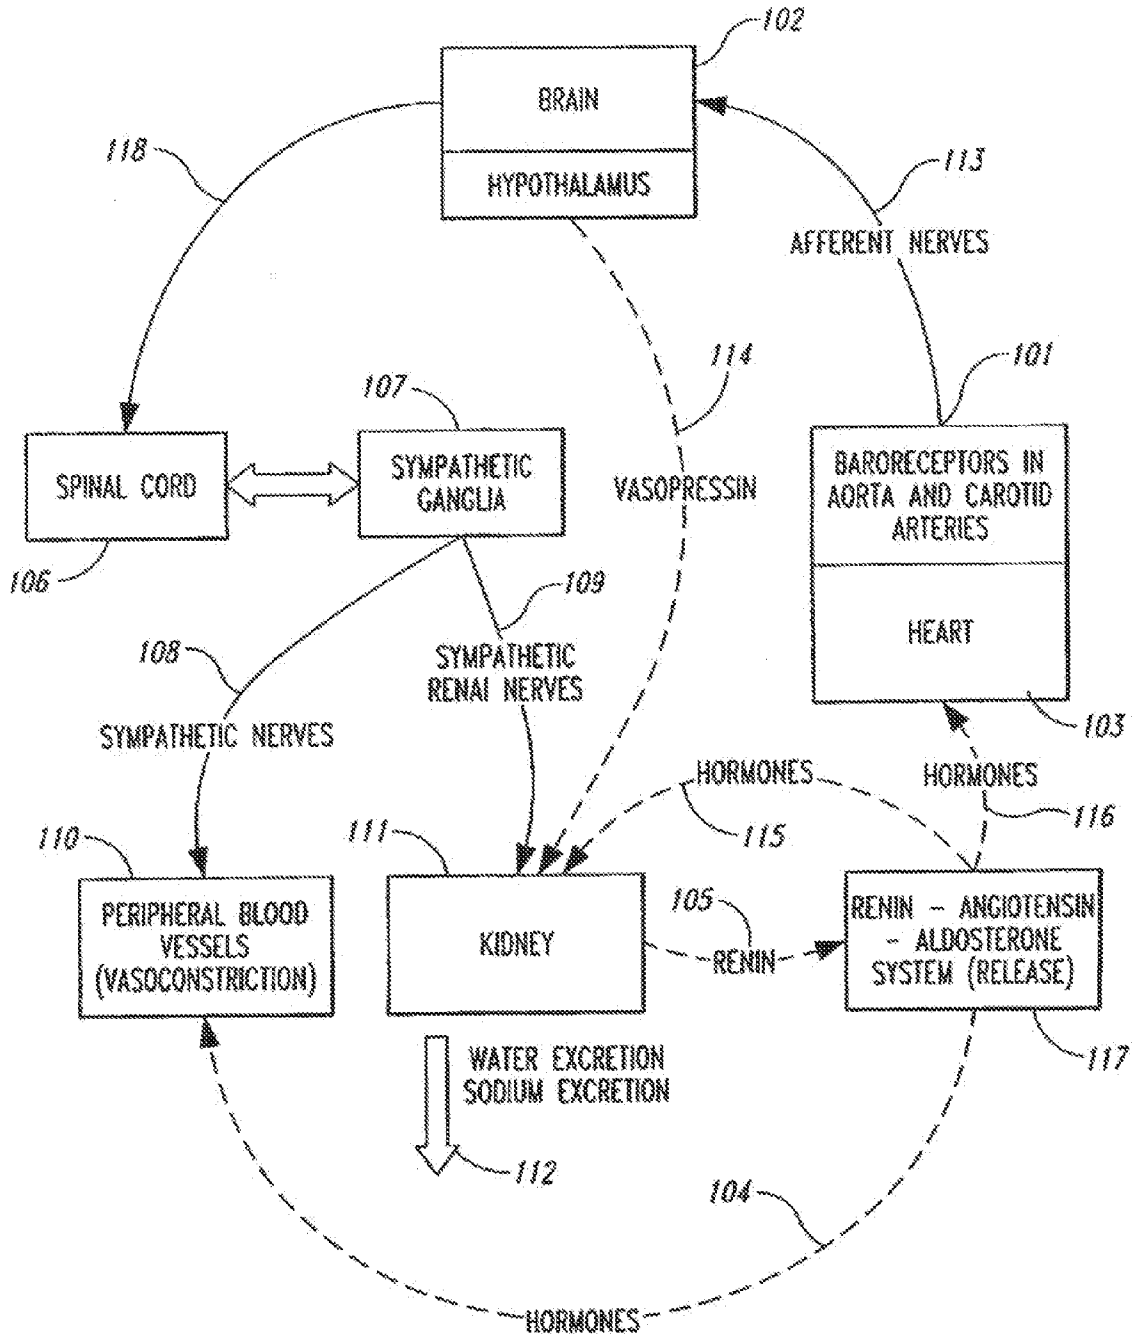 102
BRAIN
118
113
HYPOTHALAMUS
AFFERENT NERVES
114
101
107
BARORECEPTORS IN
AORTA AND CAROTID
ARTERIES
SPINAL CORD
SYMPATHETIC
GANGLIA
VASOPRESSIN
106
109
HEART
108
SYMPATHETIC
RENAI NERVES
103
SYMPATHETIC NERVES
HORMONES
HORMONES
110
111
115
116
105
PERIPHERAL BLOOD
VESSELS
(VASOCONSTRICTION)
KIDNEY
RENIN
RENIN - ANGIOTENSIN
- ALDOSTERONE
SYSTEM (RELEASE)
WATER EXCRETION
SODIUM EXCRETION
117
112
104
HORMONES